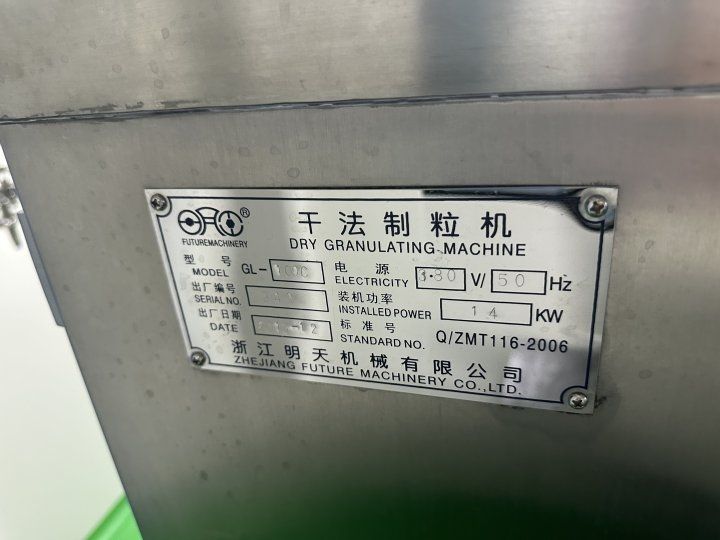 ®
FUTUREMACHINERY
干法制粒机
DRY GRANULATING MACHINE
型号 MODEL GL- 电源 ELECTRICITY 380 V/ 50 Hz
出厂编号 SERIAL NO. 装机功率 INSTALLED POWER 14 KW
出厂日期 DATE 标准号 STANDARD NO. Q/ZMT116-2006
浙江明天机械有限公司
ZHEJIANG FUTURE MACHINERY CO.,LTD.